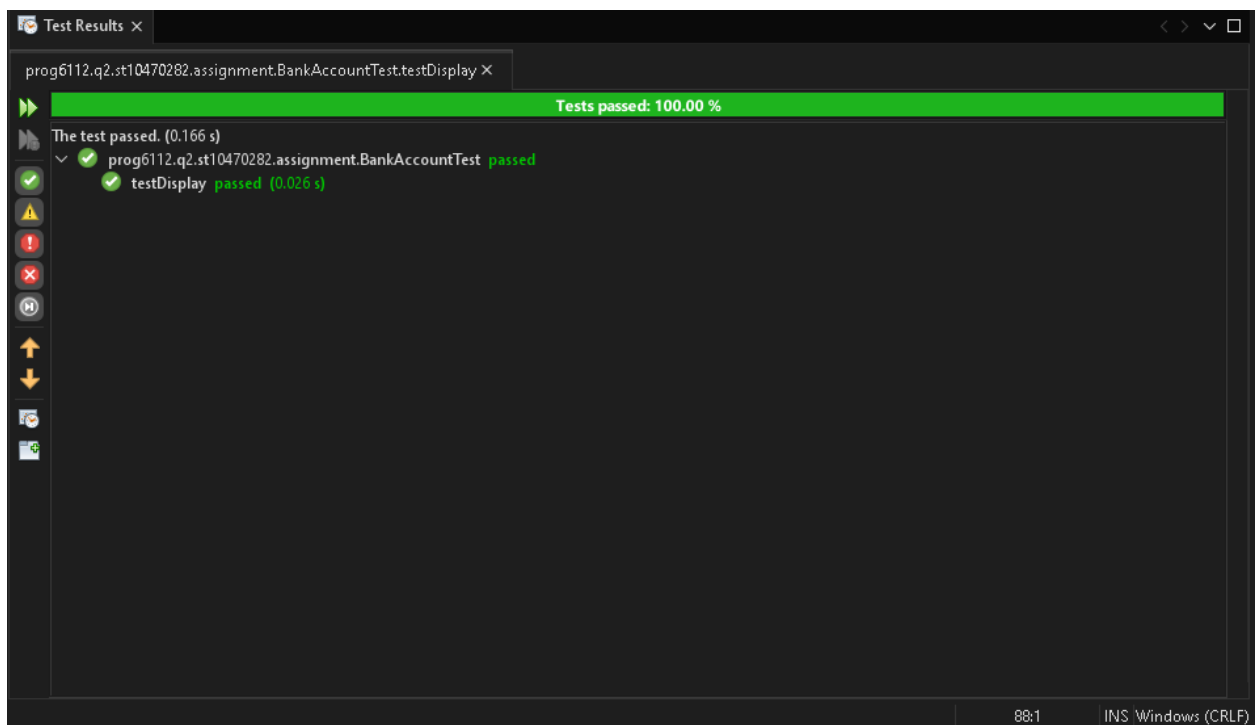 Test Results
prog6112.q2.st10470282.assignment.BankAccountTest.testDisplay
Tests passed: 100.00 %
The test passed. (0.166 s)
prog6112.q2.st10470282.assignment.BankAccountTest passed
testDisplay passed (0.026 s)
88:1 INS Windows (CRLF)